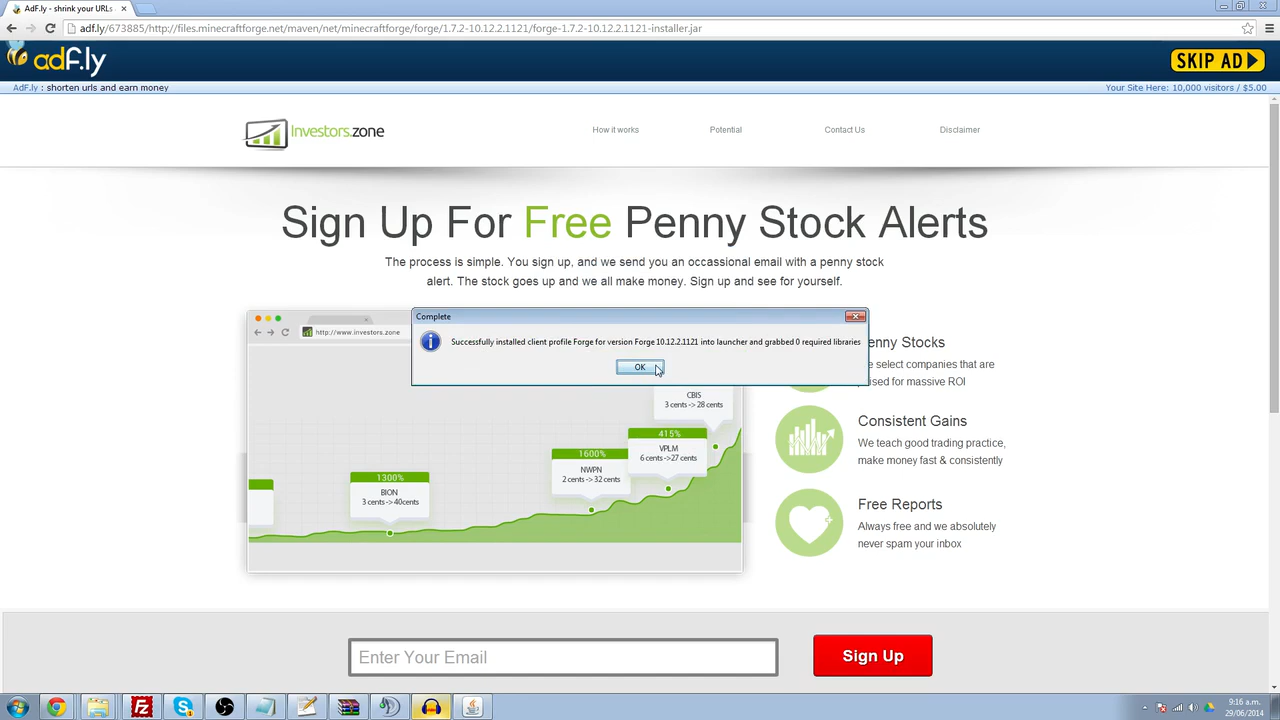 AdF.ly - shrink your URLs
adf.ly/673885/http://files.minecraftforge.net/maven/net/minecraftforge/forge/1.7.2-10.12.2.1121/forge-1.7.2-10.12.2.1121-installer.jar
adf.ly
SKIP AD
AdF.ly : shorten urls and earn money
Your Site Here: 10,000 visitors / $5.00
Investors.zone
How it works
Potential
Contact Us
Disclaimer
Sign Up For Free Penny Stock Alerts
The process is simple. You sign up, and we send you an occassional email with a penny stock
alert. The stock goes up and we all make money. Sign up and see for yourself.
http://www.investors.zone
Complete
Successfully installed client profile Forge for version Forge 10.12.2.1121 into launcher and grabbed 0 required libraries
OK
Stocks
select companies that are
for massive ROI
CBIS
3 cents -> 28 cents
415%
VPLM
6 cents ->27 cents
1600%
NWPN
2 cents -> 32 cents
1300%
BION
3 cents -> 40cents
Consistent Gains
We teach good trading practice,
make money fast & consistently
Free Reports
Always free and we absolutely
never spam your inbox
Enter Your Email
Sign Up
9:16 a.m.
29/06/2014